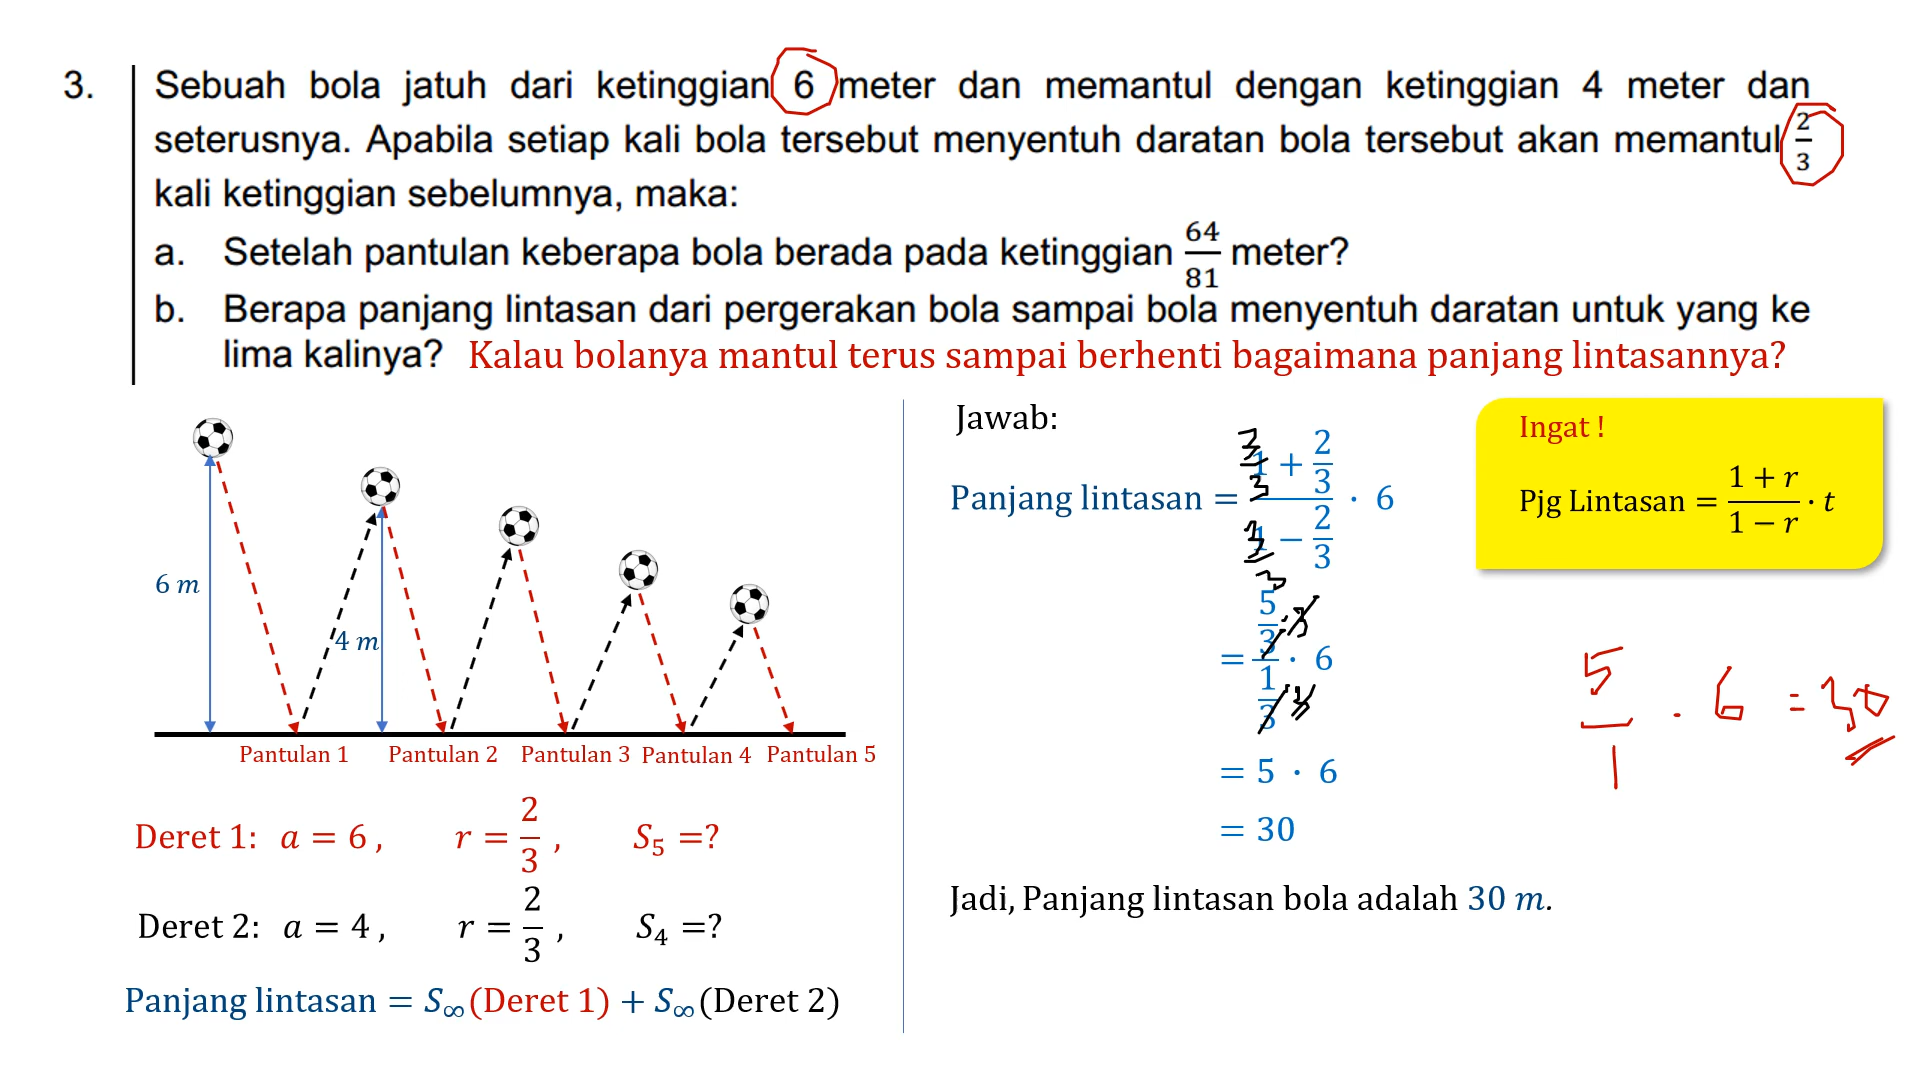 3. Sebuah bola jatuh dari ketinggian 6 meter dan memantul dengan ketinggian 4 meter dan
seterusnya. Apabila setiap kali bola tersebut menyentuh daratan bola tersebut akan memantul 2/3
kali ketinggian sebelumnya, maka:
a. Setelah pantulan keberapa bola berada pada ketinggian 64/81 meter?
b. Berapa panjang lintasan dari pergerakan bola sampai bola menyentuh daratan untuk yang ke
lima kalinya? Kalau bolanya mantul terus sampai berhenti bagaimana panjang lintasannya?
6 m
4 m
Pantulan 1 Pantulan 2 Pantulan 3 Pantulan 4 Pantulan 5
Deret 1: a = 6 , r = 2/3 , S₅ =?
Deret 2: a = 4 , r = 2/3 , S₄ =?
Panjang lintasan = S∞(Deret 1) + S∞(Deret 2)
Jawab:
Panjang lintasan = (1 + 2/3)/(1 − 2/3) · 6
= (5/3)/(1/3) · 6
= 5 · 6
= 30
Jadi, Panjang lintasan bola adalah 30 m.
Ingat !
Pjg Lintasan = (1 + r)/(1 − r) · t
5/1 . 6 = 30